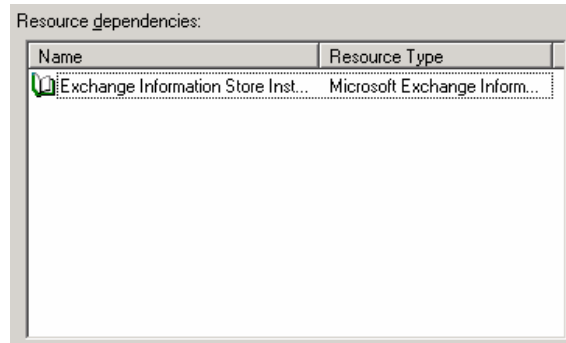 Resource dependencies:
Name Resource Type
Exchange Information Store Inst... Microsoft Exchange Inform...